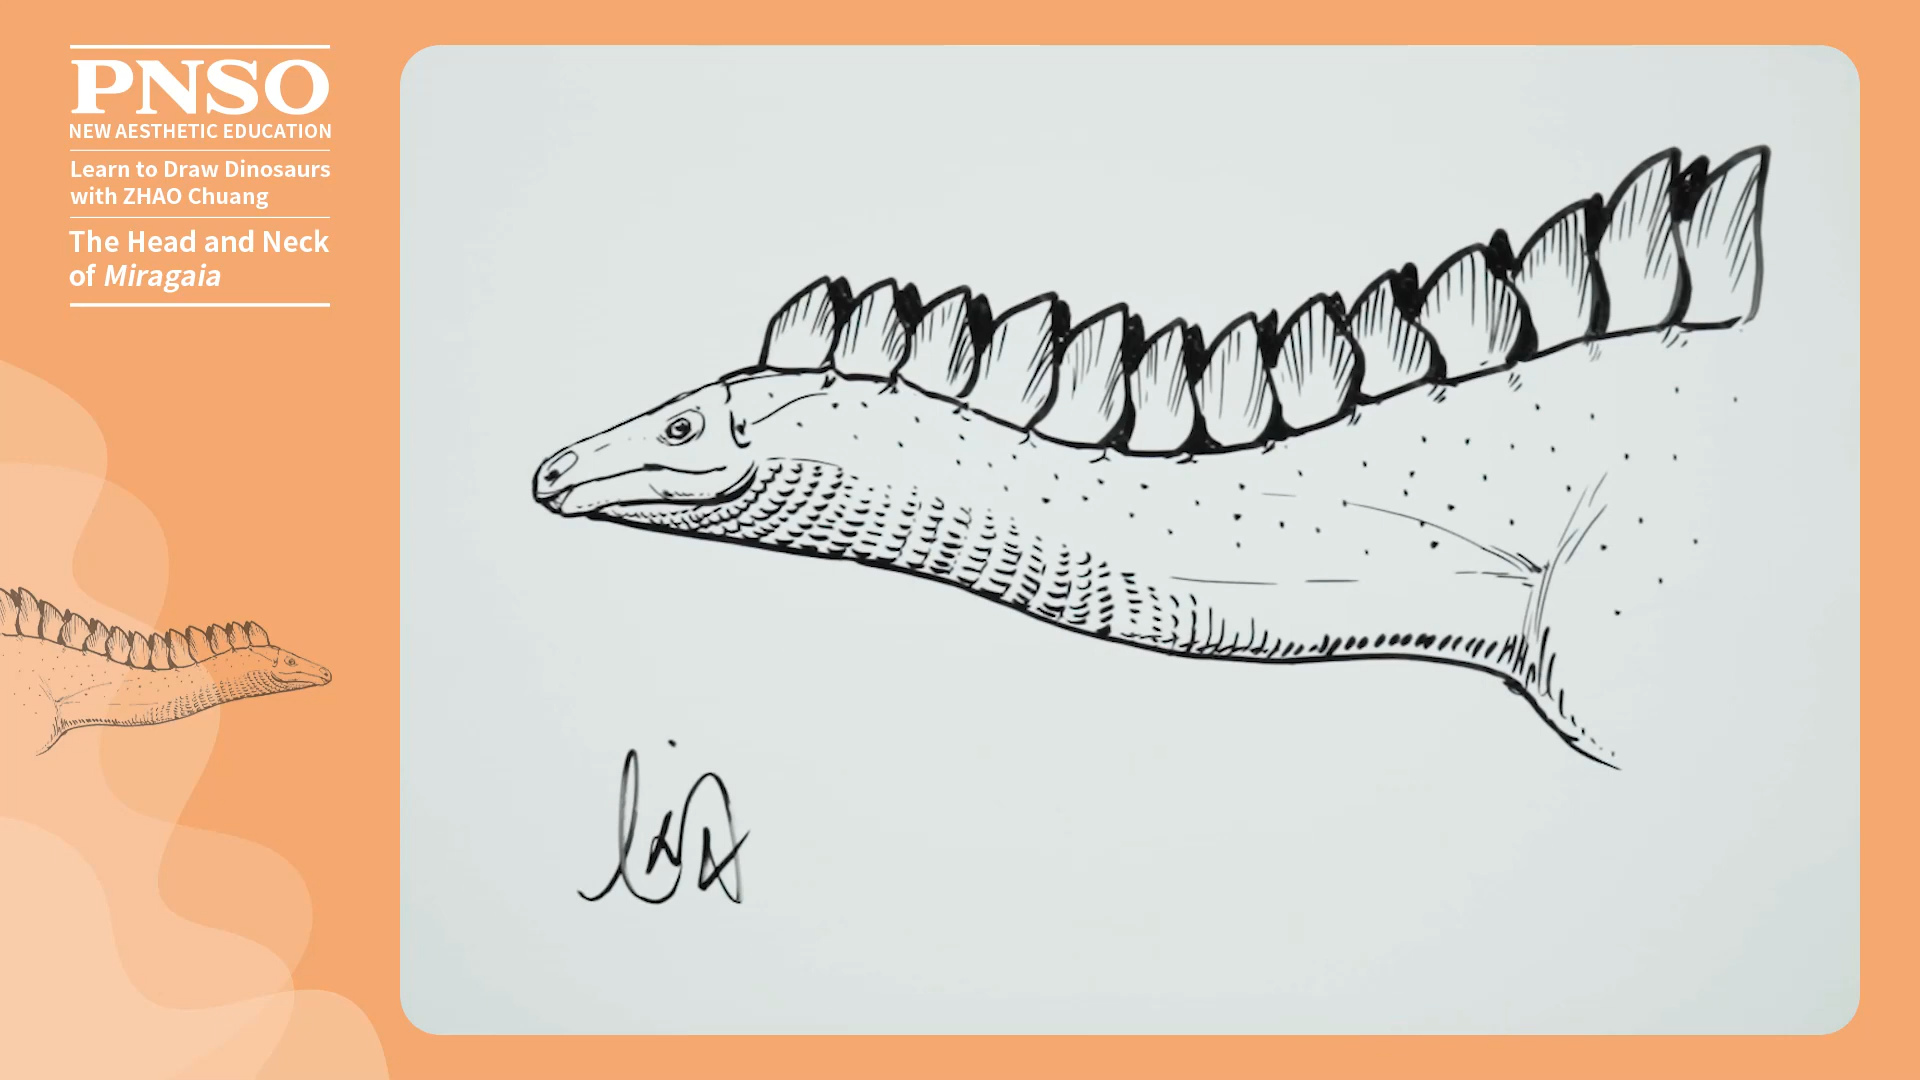 PNSO
NEW AESTHETIC EDUCATION
Learn to Draw Dinosaurs
with ZHAO Chuang
The Head and Neck
of Miragaia